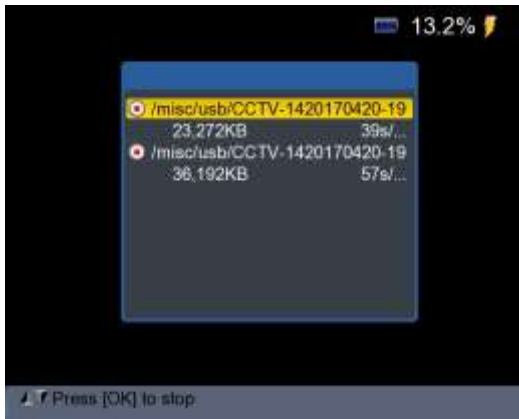 13.2%
/misc/usb/CCTV-1420170420-19
23,272KB 39s/...
/misc/usb/CCTV-1420170420-19
36,192KB 57s/...
Press [OK] to stop